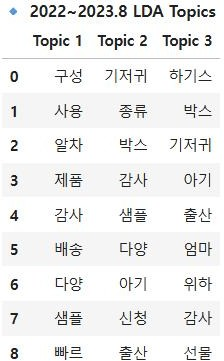 2022~2023.8 LDA Topics
Topic 1 Topic 2 Topic 3
0 구성 기저귀 하기스
1 사용 종류 박스
2 알차 박스 기저귀
3 제품 감사 아기
4 감사 샘플 출산
5 배송 다양 엄마
6 다양 아기 위하
7 샘플 신청 감사
8 빠르 출산 선물